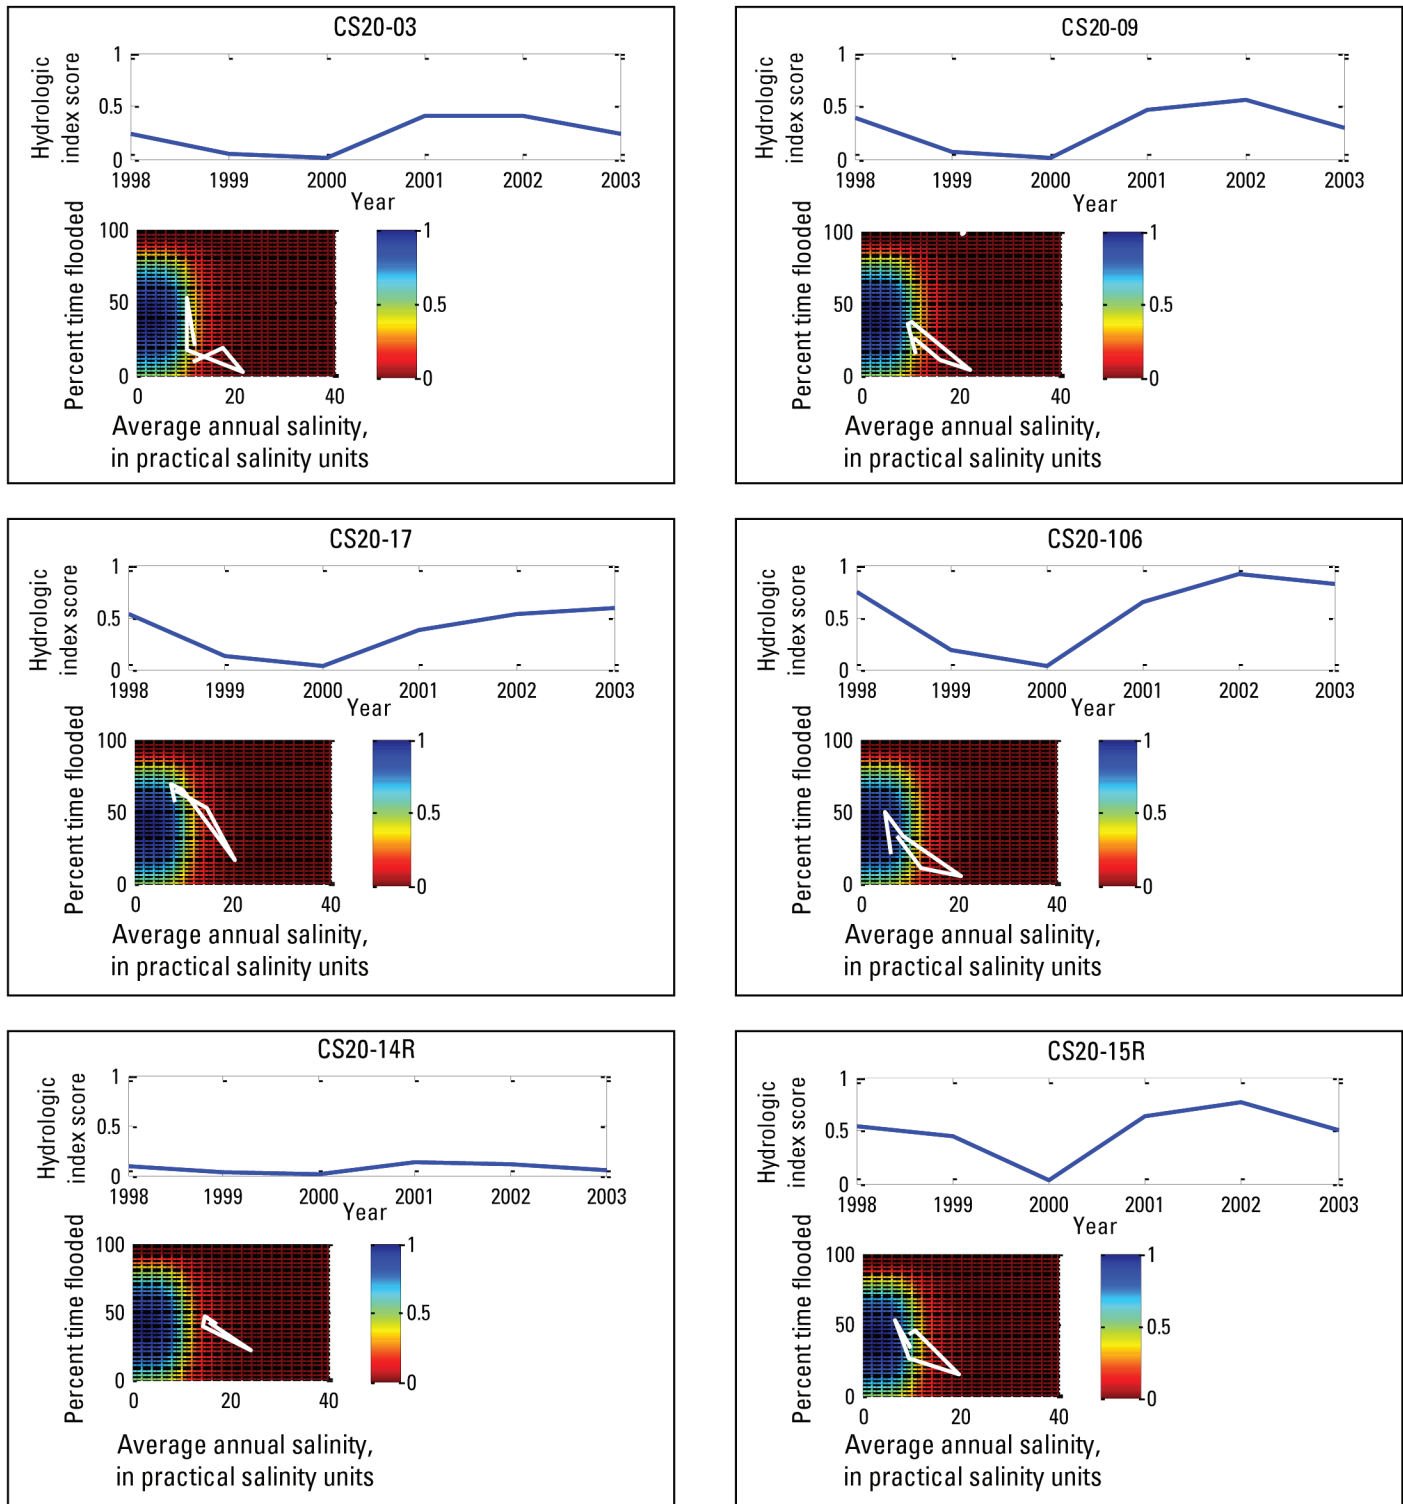 CS20-03
Hydrologic
index score
1
0.5
0
1998 1999 2000 2001 2002 2003
Year
Percent time flooded
100
50
0
0 20 40
1
0.5
0
Average annual salinity,
in practical salinity units
CS20-09
Hydrologic
index score
1
0.5
0
1998 1999 2000 2001 2002 2003
Year
Percent time flooded
100
50
0
0 20 40
1
0.5
0
Average annual salinity,
in practical salinity units
CS20-17
Hydrologic
index score
1
0.5
0
1998 1999 2000 2001 2002 2003
Year
Percent time flooded
100
50
0
0 20 40
1
0.5
0
Average annual salinity,
in practical salinity units
CS20-106
Hydrologic
index score
1
0.5
0
1998 1999 2000 2001 2002 2003
Year
Percent time flooded
100
50
0
0 20 40
1
0.5
0
Average annual salinity,
in practical salinity units
CS20-14R
Hydrologic
index score
1
0.5
0
1998 1999 2000 2001 2002 2003
Year
Percent time flooded
100
50
0
0 20 40
1
0.5
0
Average annual salinity,
in practical salinity units
CS20-15R
Hydrologic
index score
1
0.5
0
1998 1999 2000 2001 2002 2003
Year
Percent time flooded
100
50
0
0 20 40
1
0.5
0
Average annual salinity,
in practical salinity units